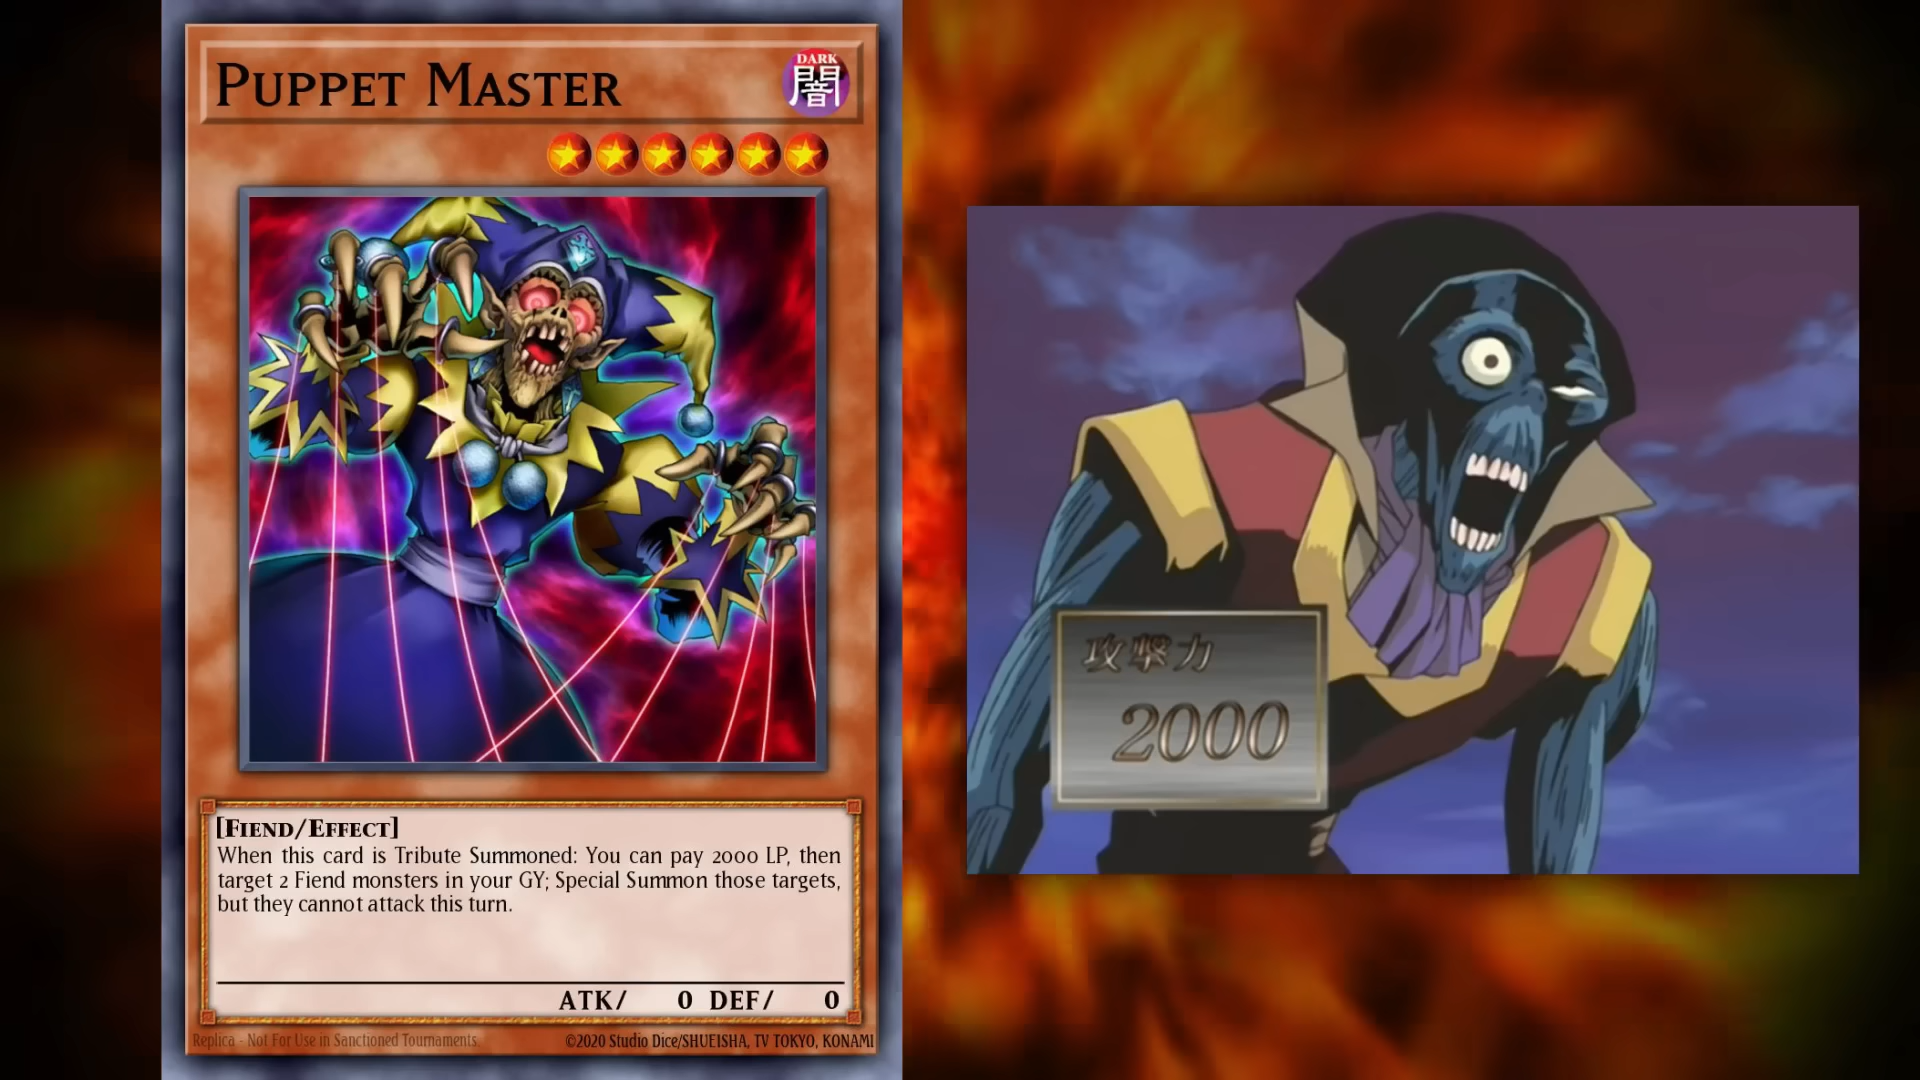 PUPPET MASTER
DARK
闇
[FIEND/EFFECT]
When this card is Tribute Summoned: You can pay 2000 LP, then
target 2 Fiend monsters in your GY; Special Summon those targets,
but they cannot attack this turn.
ATK/ 0 DEF/ 0
Replica - Not For Use in Sanctioned Tournaments.
©2020 Studio Dice/SHUEISHA, TV TOKYO, KONAMI
攻撃力
2000